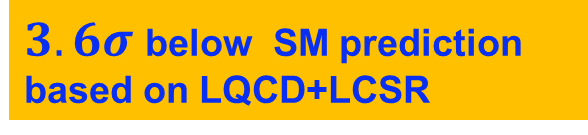 3.6σ below SM prediction
based on LQCD+LCSR